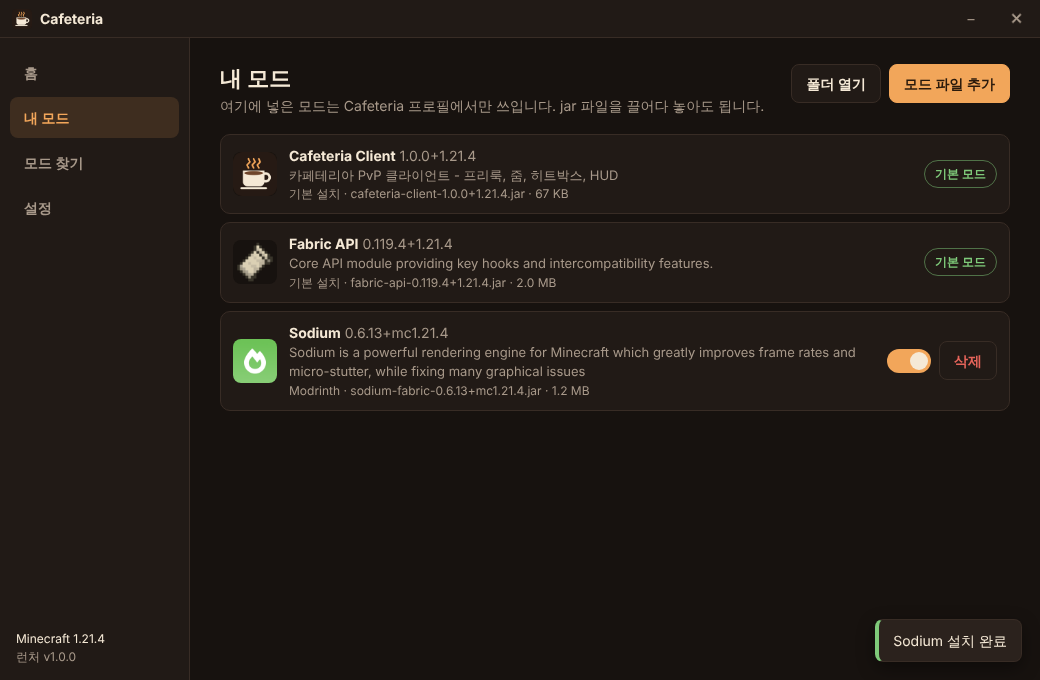 Cafeteria
홈
내 모드
모드 찾기
설정
Minecraft 1.21.4
런처 v1.0.0
내 모드
여기에 넣은 모드는 Cafeteria 프로필에서만 쓰입니다. jar 파일을 끌어다 놓아도 됩니다.
폴더 열기
모드 파일 추가
Cafeteria Client 1.0.0+1.21.4
카페테리아 PvP 클라이언트 - 프리룩, 줌, 히트박스, HUD
기본 설치 · cafeteria-client-1.0.0+1.21.4.jar · 67 KB
기본 모드
Fabric API 0.119.4+1.21.4
Core API module providing key hooks and intercompatibility features.
기본 설치 · fabric-api-0.119.4+1.21.4.jar · 2.0 MB
기본 모드
Sodium 0.6.13+mc1.21.4
Sodium is a powerful rendering engine for Minecraft which greatly improves frame rates and
micro-stutter, while fixing many graphical issues
Modrinth · sodium-fabric-0.6.13+mc1.21.4.jar · 1.2 MB
삭제
Sodium 설치 완료